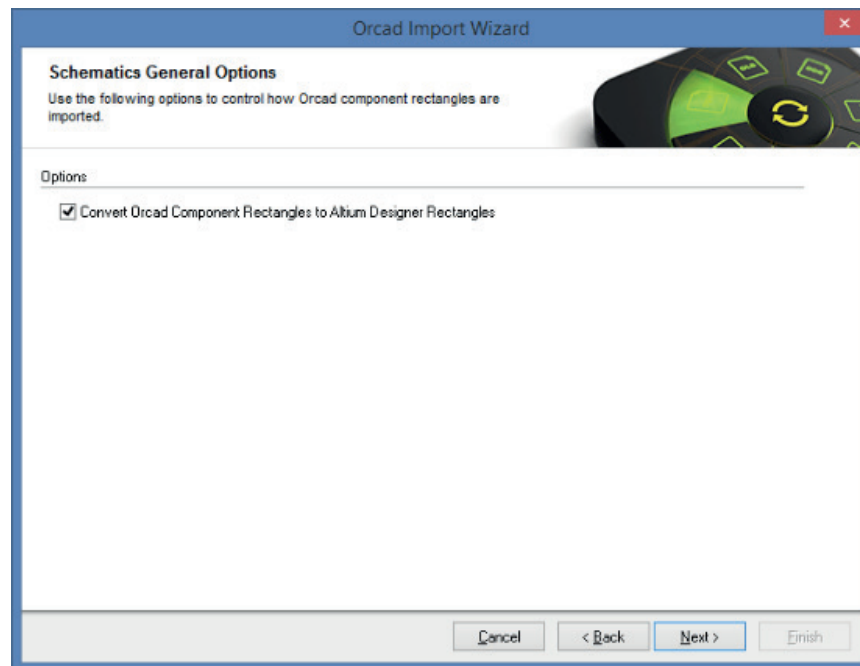 Orcad Import Wizard
Schematics General Options
Use the following options to control how Orcad component rectangles are
imported.
Options
Convert Orcad Component Rectangles to Altium Designer Rectangles
Cancel
< Back
Next >
Finish